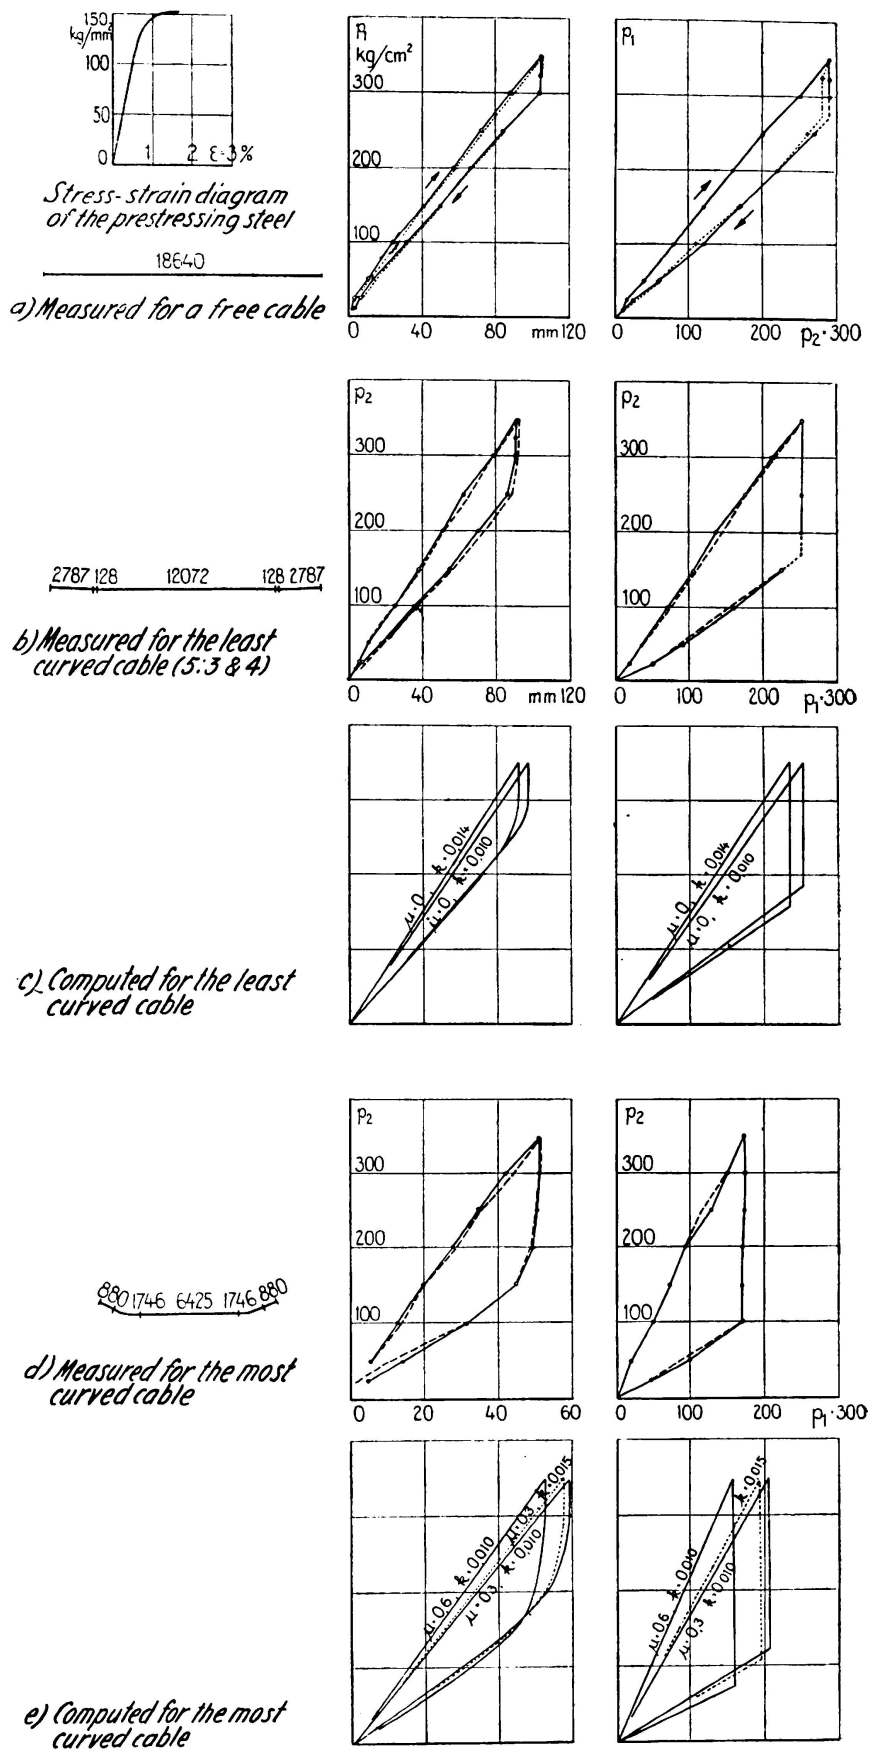 150
kg/mm²
100
50
0 1 2 ε·3%
Stress-strain diagram
of the prestressing steel
18640
a) Measured for a free cable
p₁
kg/cm²
300
200
100
0 40 80 mm 120
p₁
0 100 200 p₂·300
2787 128 12072 128 2787
b) Measured for the least
curved cable (5:3 & 4)
p₂
300
200
100
0 40 80 mm 120
p₂
300
200
100
0 100 200 p₁·300
c) Computed for the least
curved cable
μ·0, k·0,014
μ·0, k·0,010
μ·0, k·0,014
μ·0, k·0,010
880 1746 6425 1746 880
d) Measured for the most
curved cable
p₂
300
200
100
0 20 40 60
p₂
300
200
100
0 100 200 p₁·300
e) Computed for the most
curved cable
μ·0,6, k·0,010
μ·0,3, k·0,015
μ·0,3, k·0,010
μ·0,6 k·0,010
k·0,015
μ·0,3 k·0,010